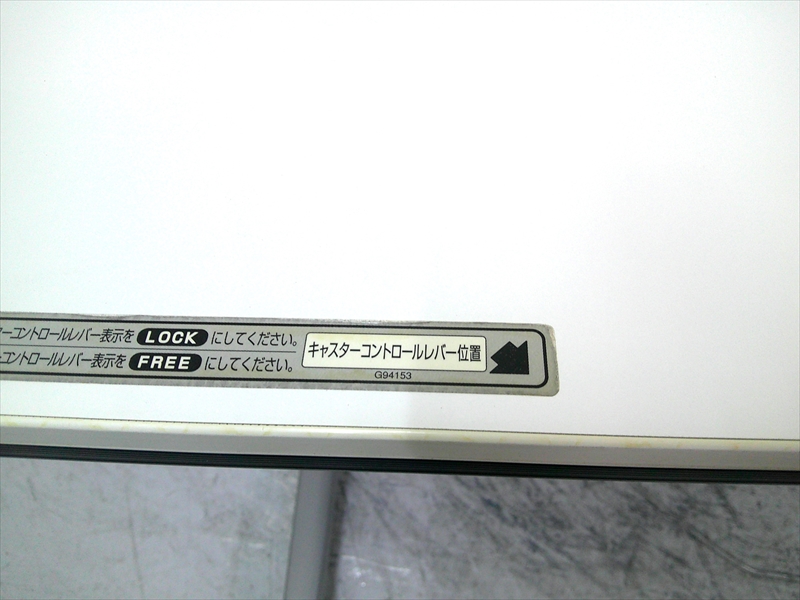 ーコントロールレバー表示を LOCK にしてください。
コントロールレバー表示を FREE にしてください。
キャスターコントロールレバー位置
G94153